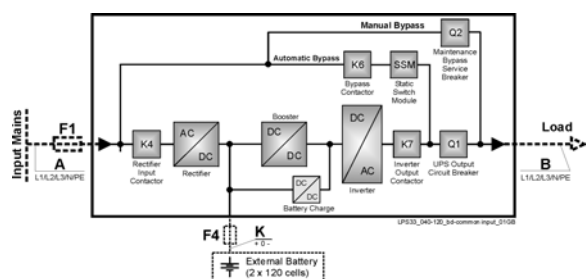 Manual Bypass
Q2
Maintenance
Bypass
Service
Breaker
Automatic Bypass
K6
SSM
Bypass
Contactor
Static
Switch
Module
Input Mains
F1
A
L1/L2/L3/N/PE
K4
Rectifier
Input
Contactor
AC
DC
Rectifier
Booster
DC
DC
DC
DC
Battery Charge
DC
AC
Inverter
K7
Inverter
Output
Contactor
Q1
UPS Output
Circuit Breaker
Load
B
L1/L2/L3/N/PE
LPS33_040-120_bd-common-input_01GB
F4
K
+ 0 -
External Battery
(2 x 120 cells)